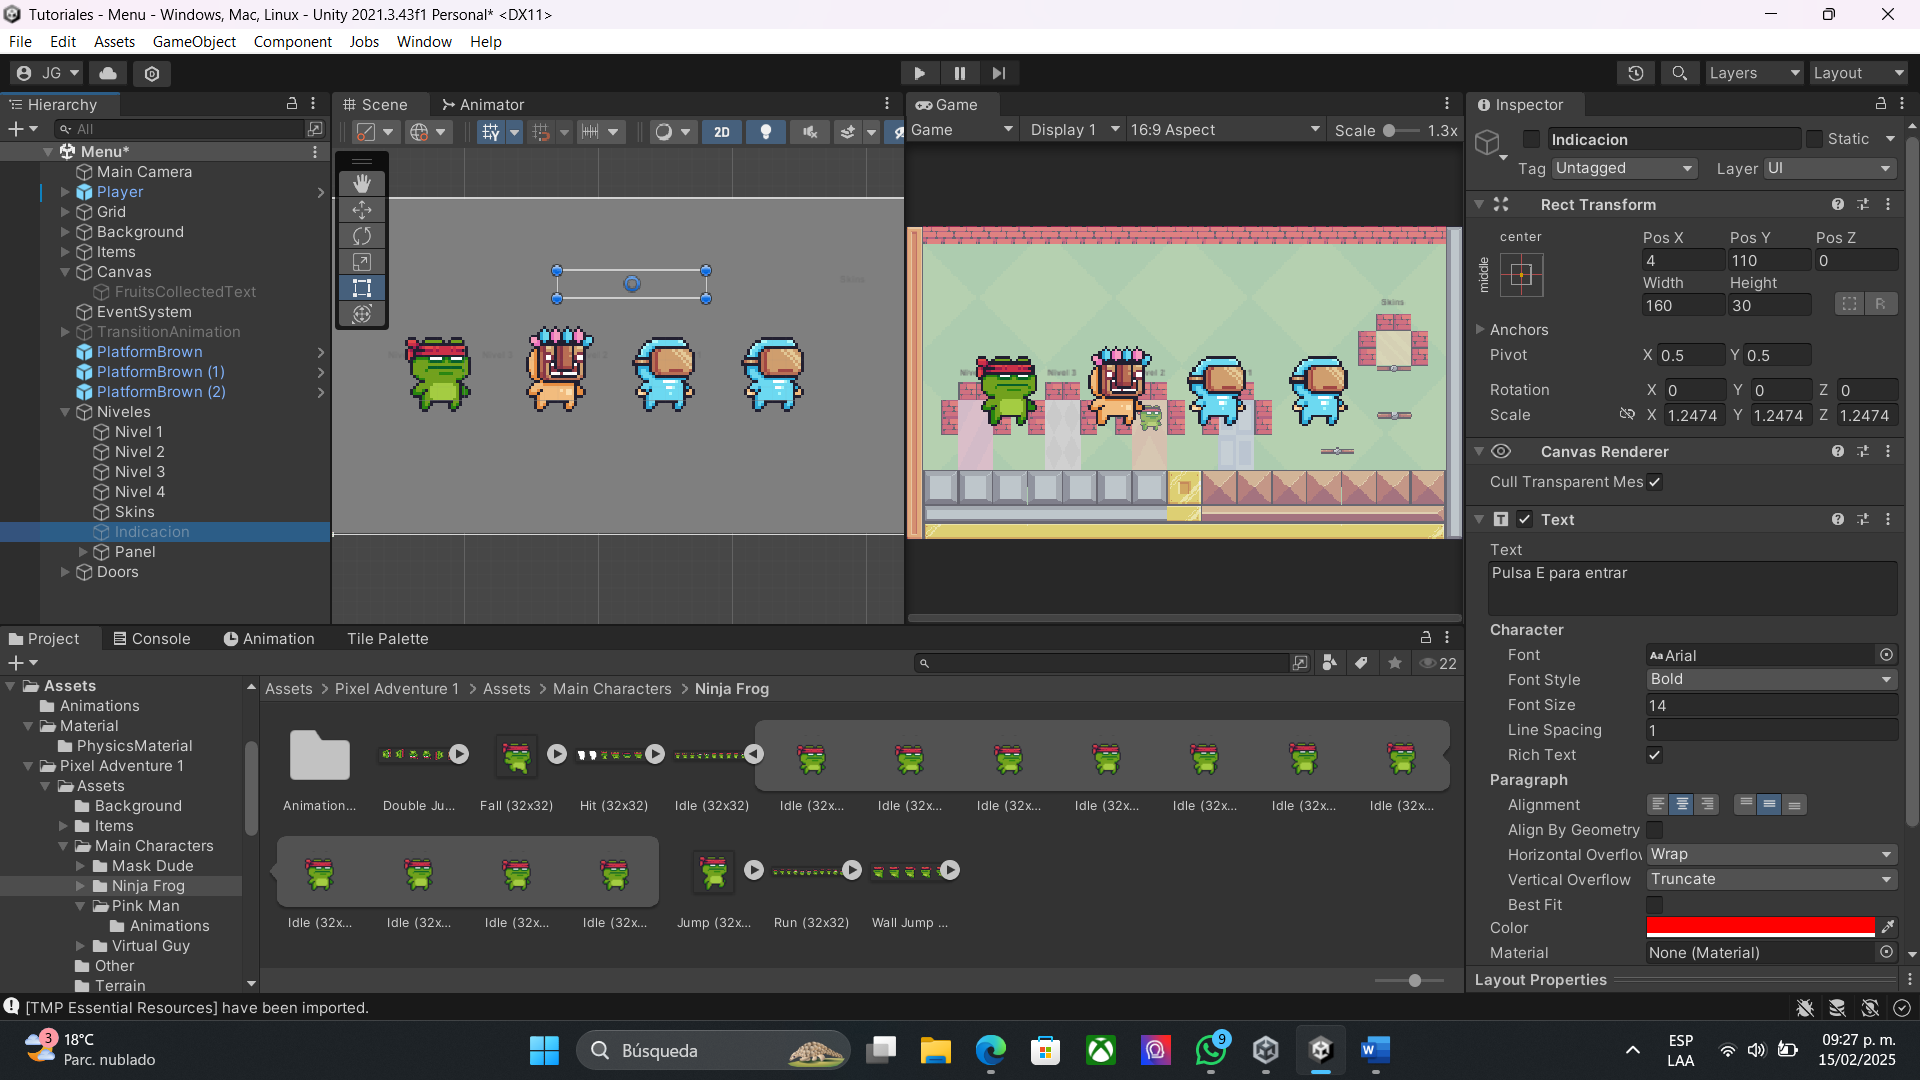 Tutoriales - Menu - Windows, Mac, Linux - Unity 2021.3.43f1 Personal* <DX11>
File Edit Assets GameObject Component Jobs Window Help
JG
Layers Layout
Hierarchy
All
Menu*
Main Camera
Player
Grid
Background
Items
Canvas
FruitsCollectedText
EventSystem
TransitionAnimation
PlatformBrown
PlatformBrown (1)
PlatformBrown (2)
Niveles
Nivel 1
Nivel 2
Nivel 3
Nivel 4
Skins
Indicacion
Panel
Doors
Scene Animator
2D
Skins
Game
Game Display 1 16:9 Aspect Scale 1.3x
Skins
Nivel 3
Inspector
Indicacion Static
Tag Untagged Layer UI
Rect Transform
center
middle
Pos X Pos Y Pos Z
4 110 0
Width Height
160 30 R
Anchors
Pivot X 0.5 Y 0.5
Rotation X 0 Y 0 Z 0
Scale X 1.2474 Y 1.2474 Z 1.2474
Canvas Renderer
Cull Transparent Mes
Text
Text
Pulsa E para entrar
Character
Font Aa Arial
Font Style Bold
Font Size 14
Line Spacing 1
Rich Text
Paragraph
Alignment
Align By Geometry
Horizontal Overflow Wrap
Vertical Overflow Truncate
Best Fit
Color
Material None (Material)
Layout Properties
Project Console Animation Tile Palette
22
Assets
Animations
Material
PhysicsMaterial
Pixel Adventure 1
Assets
Background
Items
Main Characters
Mask Dude
Ninja Frog
Pink Man
Animations
Virtual Guy
Other
Terrain
Assets > Pixel Adventure 1 > Assets > Main Characters > Ninja Frog
Animation... Double Ju... Fall (32x32) Hit (32x32) Idle (32x32) Idle (32x... Idle (32x... Idle (32x... Idle (32x... Idle (32x... Idle (32x... Idle (32x...
Idle (32x... Idle (32x... Idle (32x... Idle (32x... Jump (32x... Run (32x32) Wall Jump ...
[TMP Essential Resources] have been imported.
3
18°C
Parc. nublado
Búsqueda
9
ESP
LAA
09:27 p. m.
15/02/2025